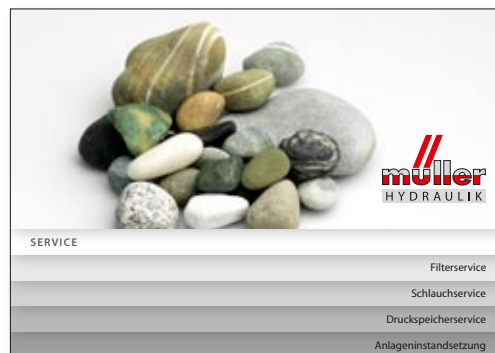 müller
HYDRAULIK
SERVICE
Filterservice
Schlauchservice
Druckspeicherservice
Anlageninstandsetzung